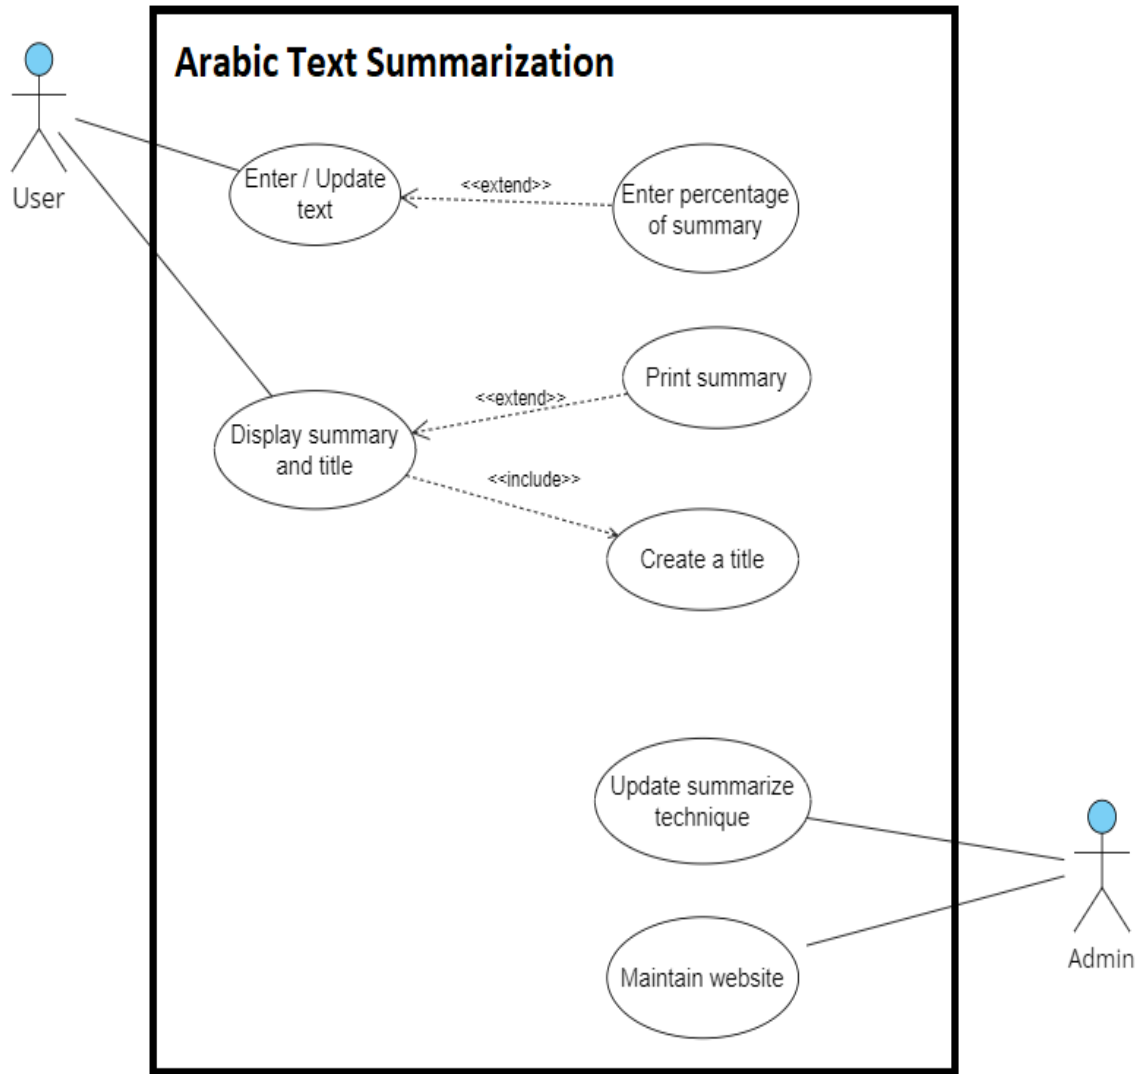 Arabic Text Summarization
User
Enter / Update
text
<<extend>>
Enter percentage
of summary
Print summary
<<extend>>
Display summary
and title
<<include>>
Create a title
Update summarize
technique
Admin
Maintain website